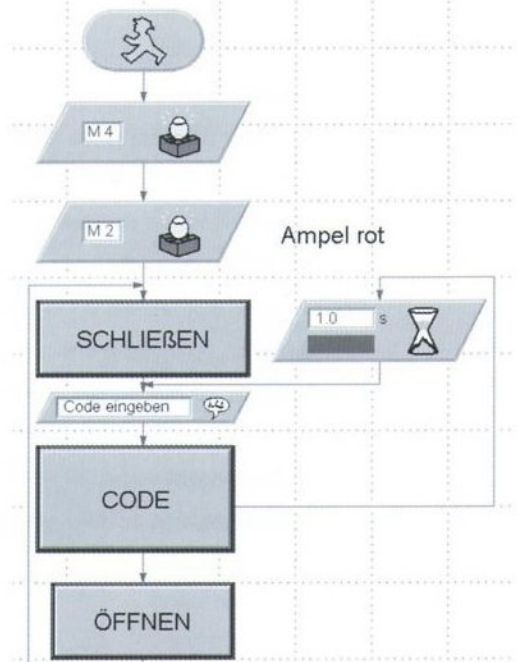 M 4
M 2
Ampel rot
SCHLIEßEN
1.0 s
Code eingeben
CODE
ÖFFNEN